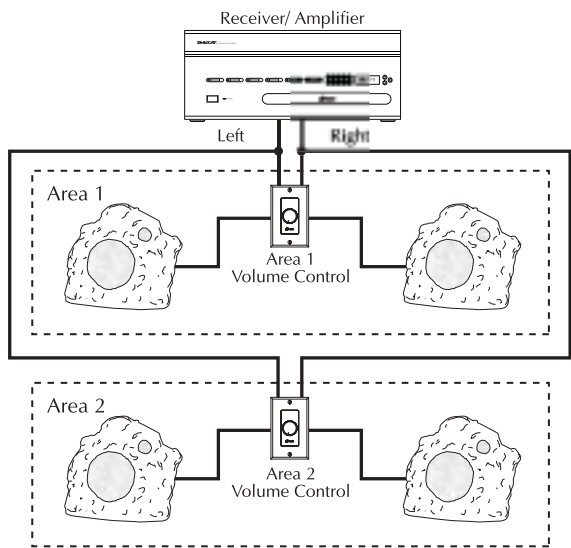 Receiver/ Amplifier
Left
Right
Area 1
Area 1
Volume Control
Area 2
Area 2
Volume Control